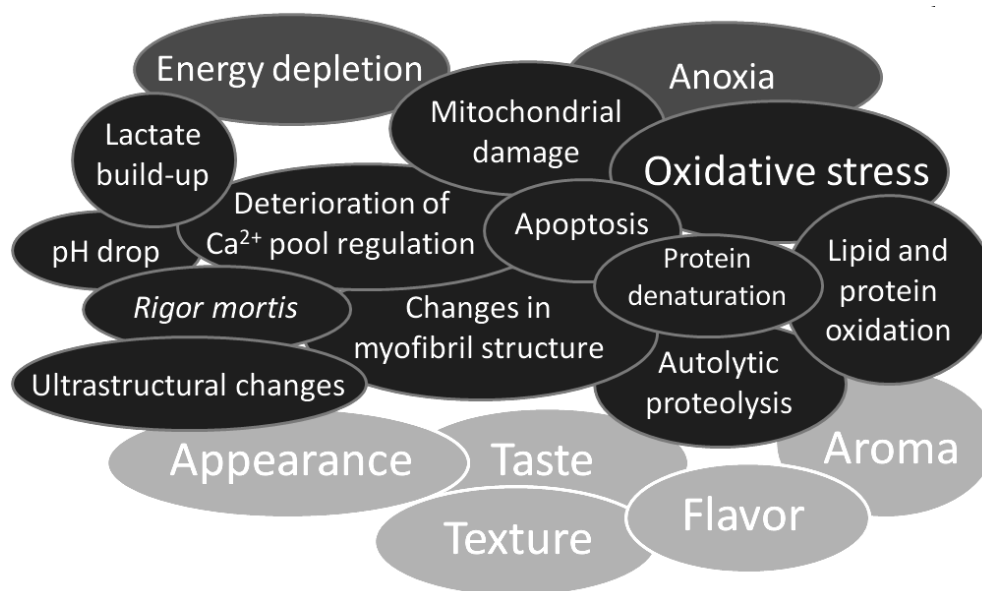 Energy depletion
Anoxia
Mitochondrial
damage
Lactate
build-up
Oxidative stress
Deterioration of
Ca²⁺ pool regulation
Apoptosis
pH drop
Protein
denaturation
Lipid and
protein
oxidation
Rigor mortis
Changes in
myofibril structure
Ultrastructural changes
Autolytic
proteolysis
Appearance
Taste
Aroma
Texture
Flavor